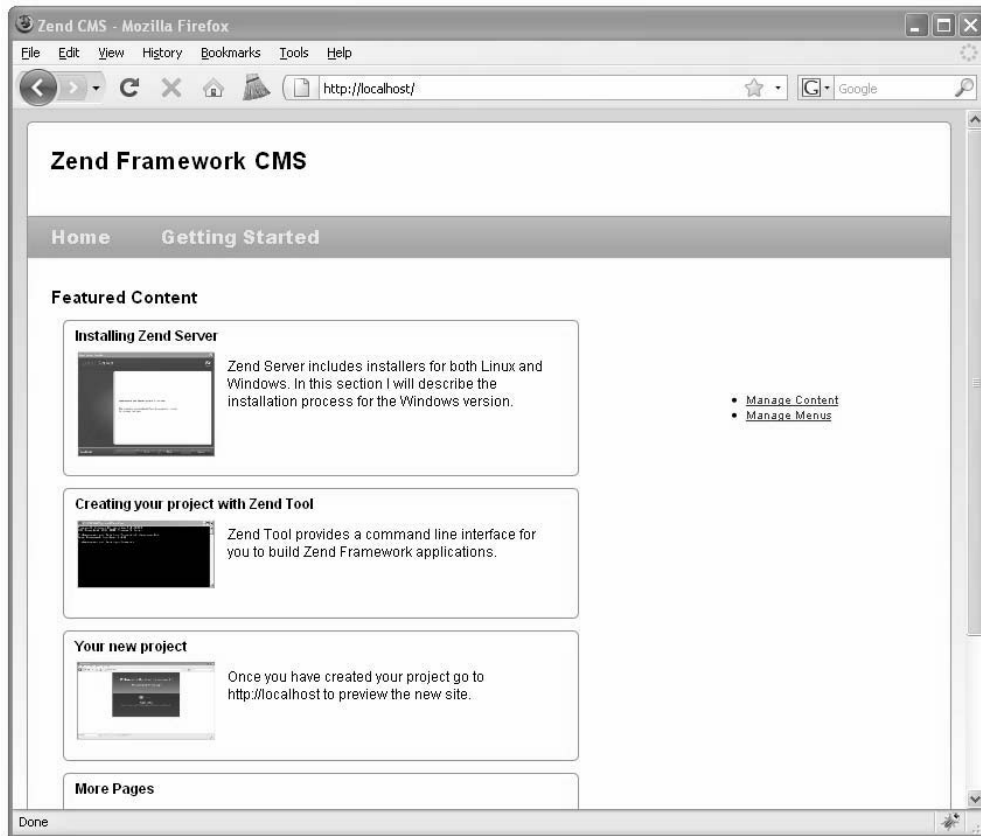 Zend CMS - Mozilla Firefox
File Edit View History Bookmarks Tools Help
http://localhost/
G Google
Zend Framework CMS
Home Getting Started
Featured Content
Installing Zend Server
Zend Server includes installers for both Linux and
Windows. In this section I will describe the
installation process for the Windows version.
Manage Content
Manage Menus
Creating your project with Zend Tool
Zend Tool provides a command line interface for
you to build Zend Framework applications.
Your new project
Once you have created your project go to
http://localhost to preview the new site.
More Pages
Done